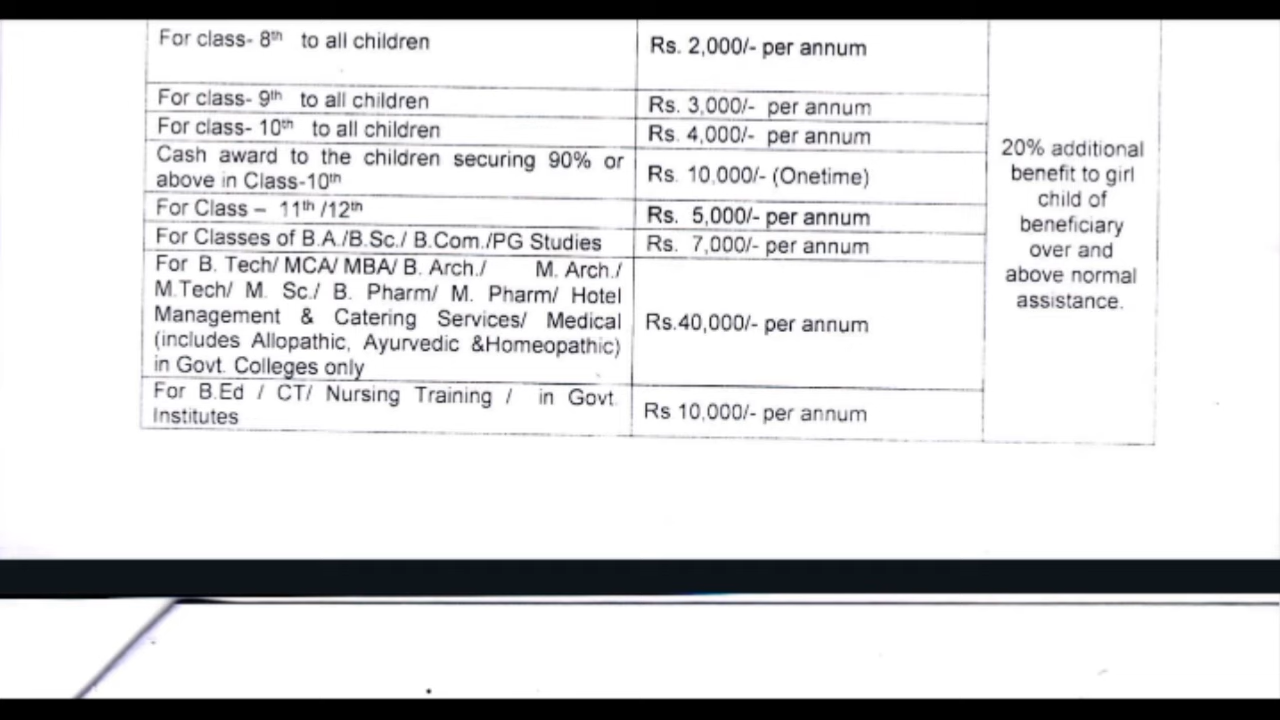 For class- 8th to all children
Rs. 2,000/- per annum
For class- 9th to all children
Rs. 3,000/- per annum
For class- 10th to all children
Rs. 4,000/- per annum
Cash award to the children securing 90% or
above in Class-10th
Rs. 10,000/- (Onetime)
For Class – 11th /12th
Rs. 5,000/- per annum
For Classes of B.A./B.Sc./ B.Com./PG Studies
Rs. 7,000/- per annum
For B. Tech/ MCA/ MBA/ B. Arch./ M. Arch./
M.Tech/ M. Sc./ B. Pharm/ M. Pharm/ Hotel
Management & Catering Services/ Medical
(includes Allopathic, Ayurvedic &Homeopathic)
in Govt. Colleges only
Rs.40,000/- per annum
For B.Ed / CT/ Nursing Training / in Govt.
Institutes
Rs 10,000/- per annum
20% additional
benefit to girl
child of
beneficiary
over and
above normal
assistance.